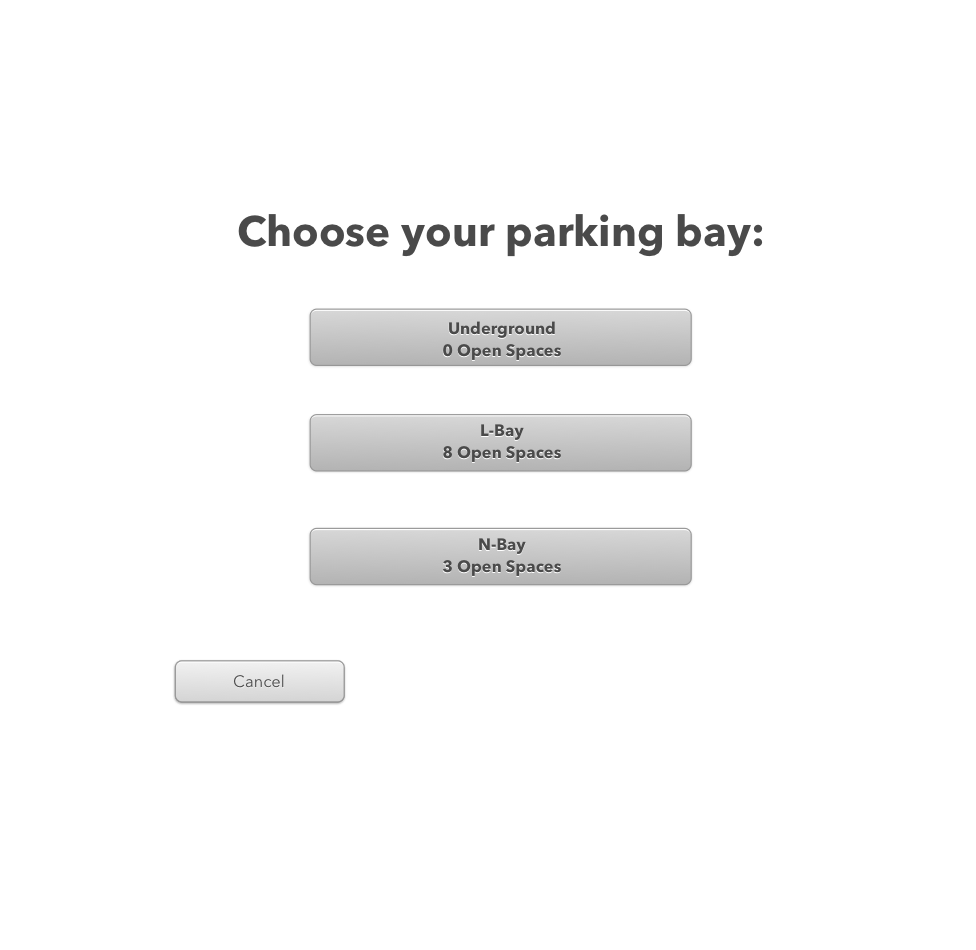 Choose your parking bay:
Underground
0 Open Spaces
L-Bay
8 Open Spaces
N-Bay
3 Open Spaces
Cancel